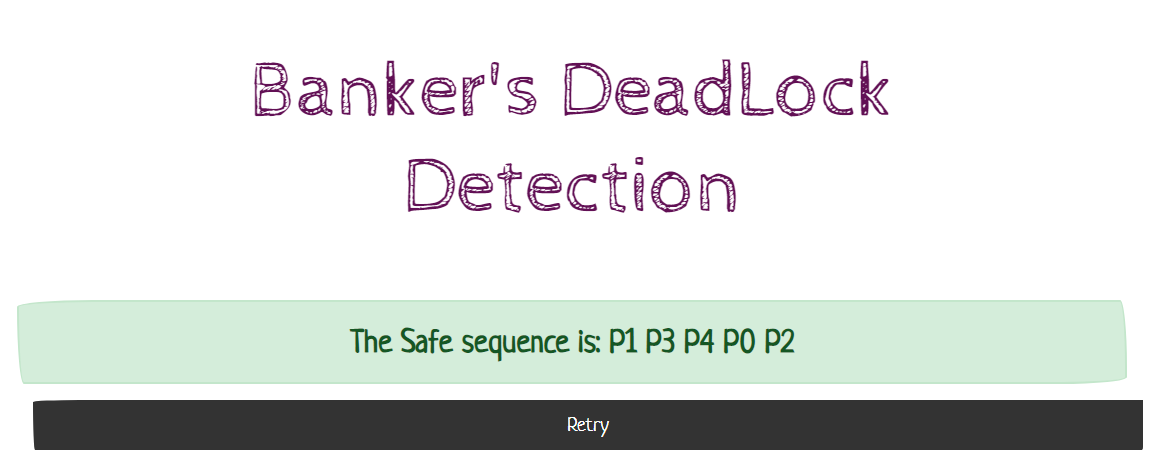 Banker's DeadLock
Detection
The Safe sequence is: P1 P3 P4 P0 P2
Retry